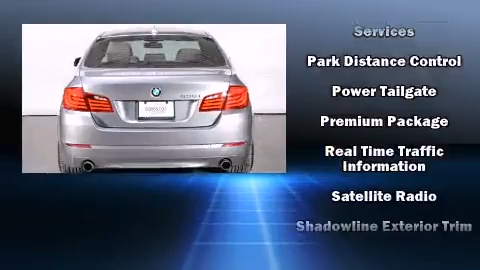 Services
Park Distance Control
Power Tailgate
Premium Package
Real Time Traffic
Information
Satellite Radio
Shadowline Exterior Trim